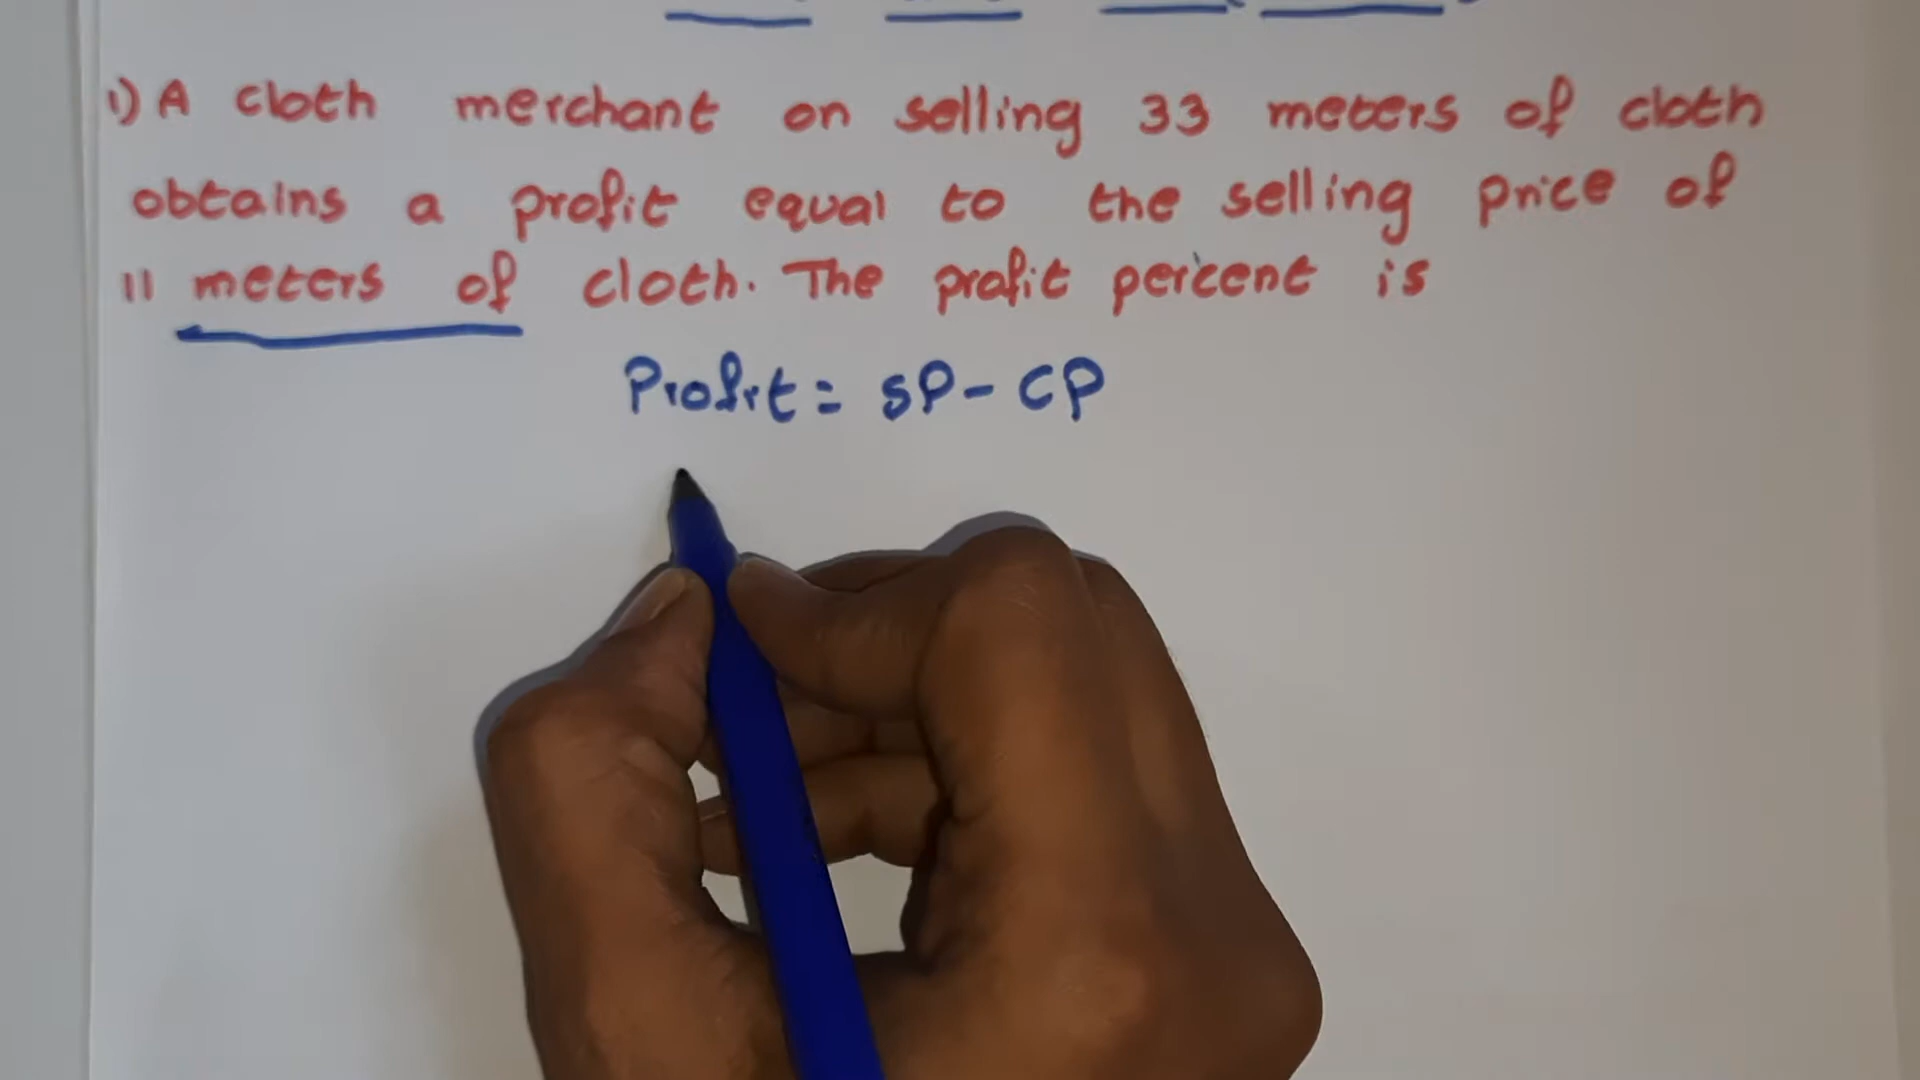 1) A cloth merchant on selling 33 meters of cloth
obtains a profit equal to the selling price of
11 meters of cloth. The profit percent is
Profit = SP - CP